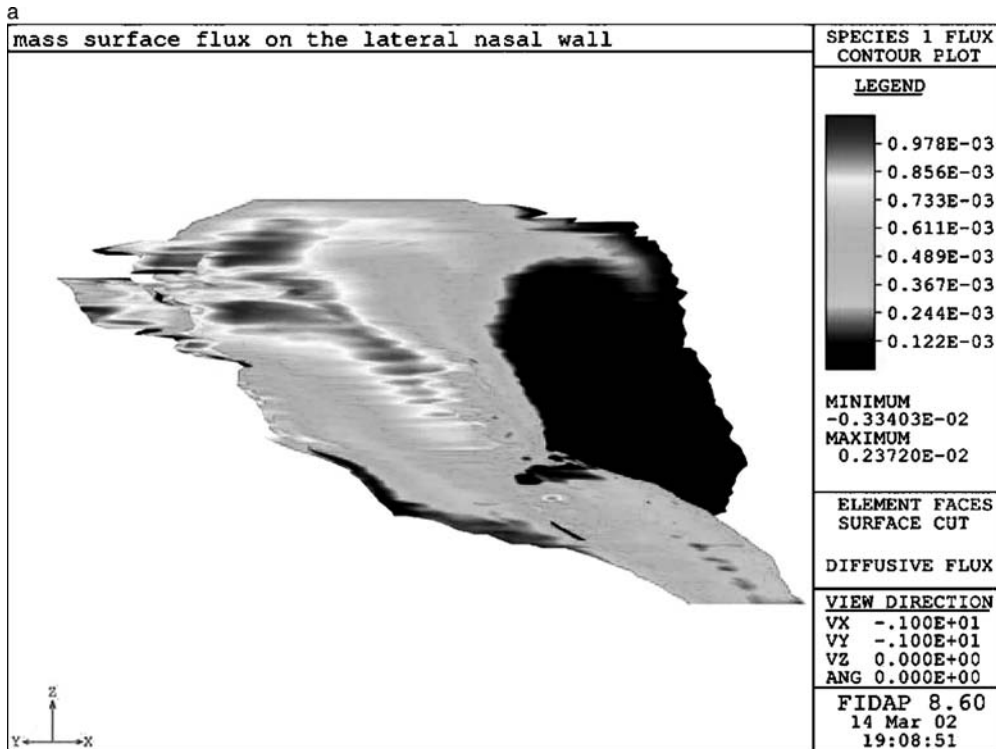 a
mass surface flux on the lateral nasal wall
SPECIES 1 FLUX
CONTOUR PLOT
LEGEND
0.978E-03
0.856E-03
0.733E-03
0.611E-03
0.489E-03
0.367E-03
0.244E-03
0.122E-03
MINIMUM
-0.33403E-02
MAXIMUM
0.23720E-02
ELEMENT FACES
SURFACE CUT
DIFFUSIVE FLUX
VIEW DIRECTION
VX -.100E+01
VY -.100E+01
VZ 0.000E+00
ANG 0.000E+00
Z
Y X
FIDAP 8.60
14 Mar 02
19:08:51